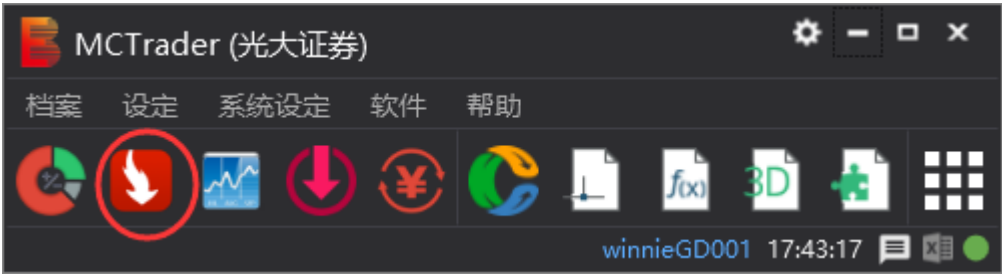 MCTrader (光大证券)
档案 设定 系统设定 软件 帮助
¥ f(x) 3D
winnieGD001 17:43:17